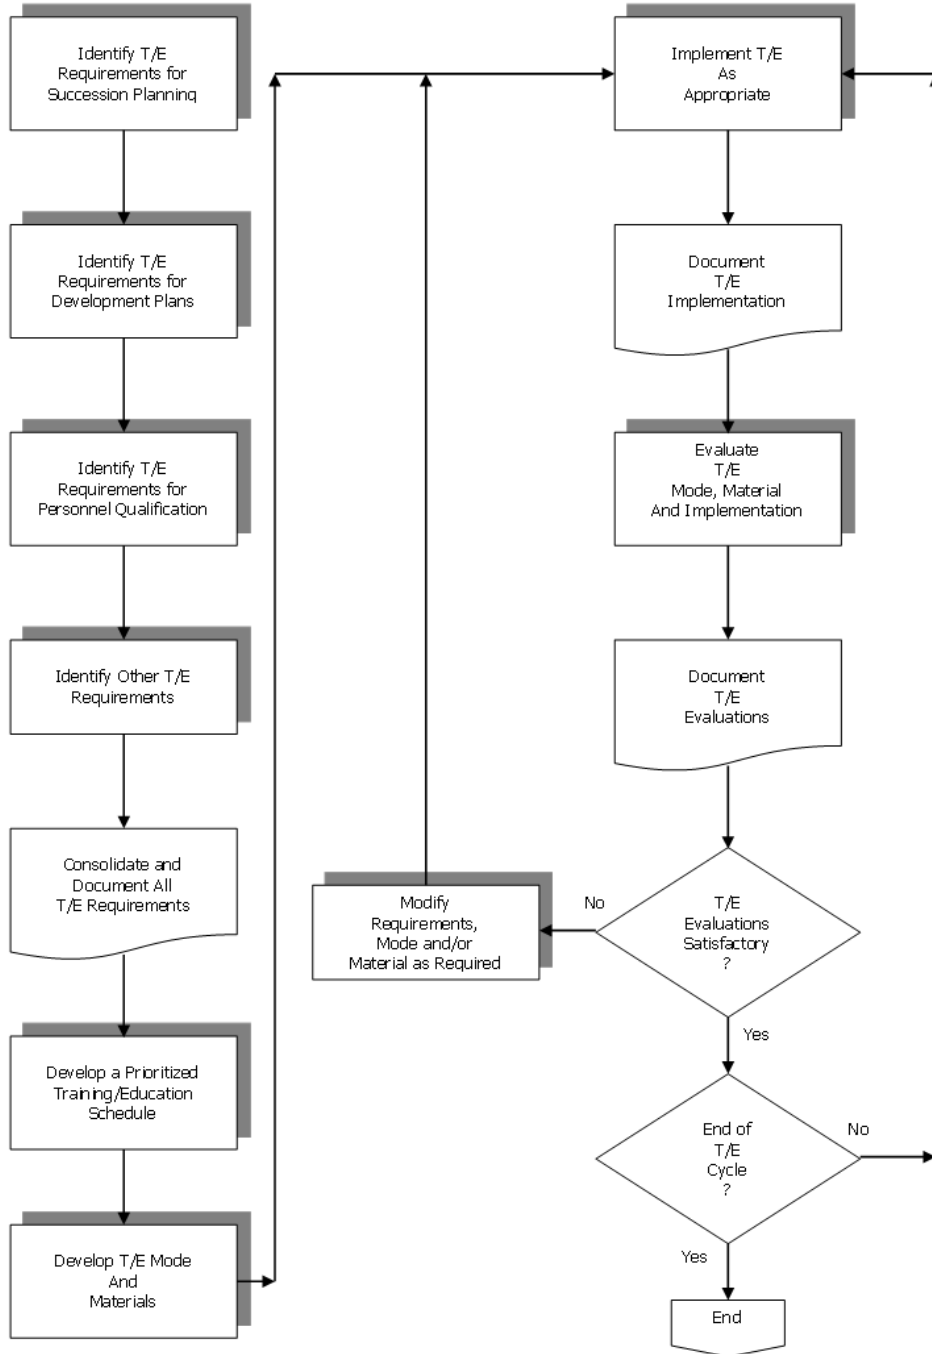 Identify T/E
Requirements for
Succession Planning
Identify T/E
Requirements for
Development Plans
Identify T/E
Requirements for
Personnel Qualification
Identify Other T/E
Requirements
Consolidate and
Document All
T/E Requirements
Develop a Prioritized
Training/Education
Schedule
Develop T/E Mode
And
Materials
Implement T/E
As
Appropriate
Document
T/E
Implementation
Evaluate
T/E
Mode, Material
And Implementation
Document
T/E
Evaluations
T/E
Evaluations
Satisfactory
?
No
Modify
Requirements,
Mode and/or
Material as Required
Yes
End of
T/E
Cycle
?
No
Yes
End